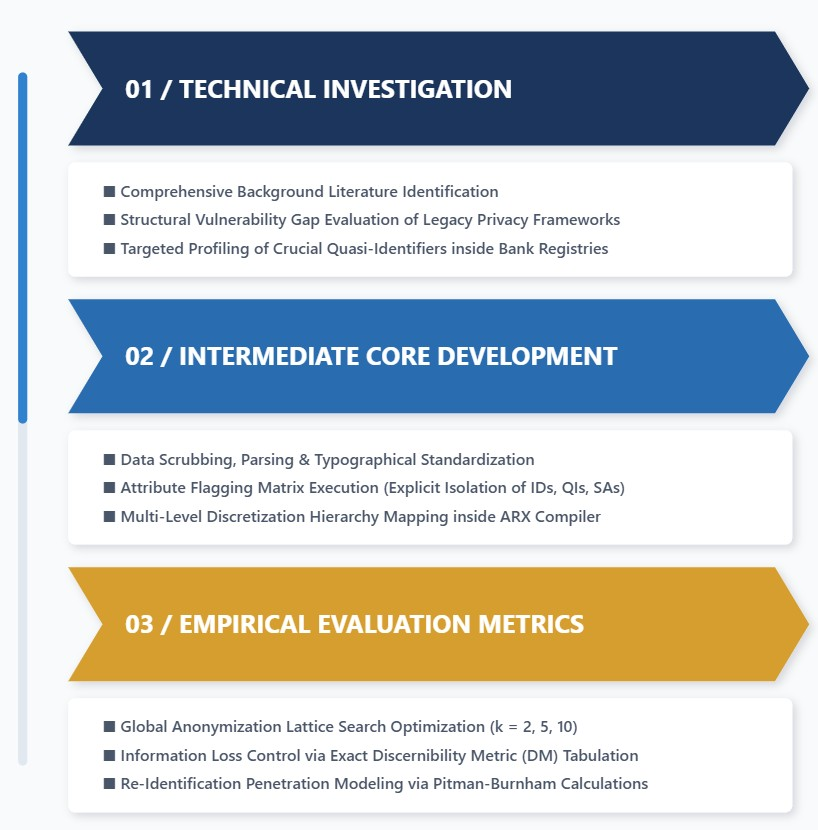 01 / TECHNICAL INVESTIGATION
■ Comprehensive Background Literature Identification
■ Structural Vulnerability Gap Evaluation of Legacy Privacy Frameworks
■ Targeted Profiling of Crucial Quasi-Identifiers inside Bank Registries
02 / INTERMEDIATE CORE DEVELOPMENT
■ Data Scrubbing, Parsing & Typographical Standardization
■ Attribute Flagging Matrix Execution (Explicit Isolation of IDs, QIs, SAs)
■ Multi-Level Discretization Hierarchy Mapping inside ARX Compiler
03 / EMPIRICAL EVALUATION METRICS
■ Global Anonymization Lattice Search Optimization (k = 2, 5, 10)
■ Information Loss Control via Exact Discernibility Metric (DM) Tabulation
■ Re-Identification Penetration Modeling via Pitman-Burnham Calculations